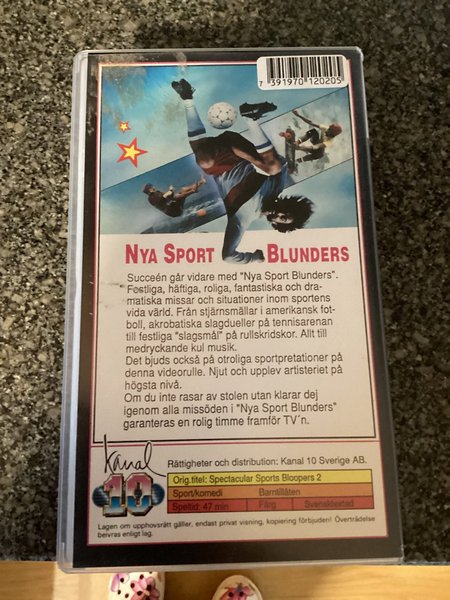 7 391970 120205
NYA SPORT BLUNDERS
Succeén går vidare med "Nya Sport Blunders".
Festliga, häftiga, roliga, fantastiska och dra-
matiska missar och situationer inom sportens
vida värld. Från stjärnsmällar i amerikansk fot-
boll, akrobatiska slagdueller på tennisarenan
till festliga "slagsmål" på rullskridskor. Allt till
medryckande kul musik.
Det bjuds också på otroliga sportpretationer på
denna videorulle. Njut och upplev artisteriet på
högsta nivå.
Om du inte rasar av stolen utan klarar dej
igenom alla missöden i "Nya Sport Blunders"
garanteras en rolig timme framför TV´n.
Kanal
10
Rättigheter och distribution: Kanal 10 Sverige AB.
Orig.titel: Spectacular Sports Bloopers 2
Sport/komedi Barntillåten
Speltid: 47 min Färg Svensktextad
Lagen om upphovsrätt gäller, endast privat visning, kopiering förbjuden! Överträdelse
beivras enligt lag.